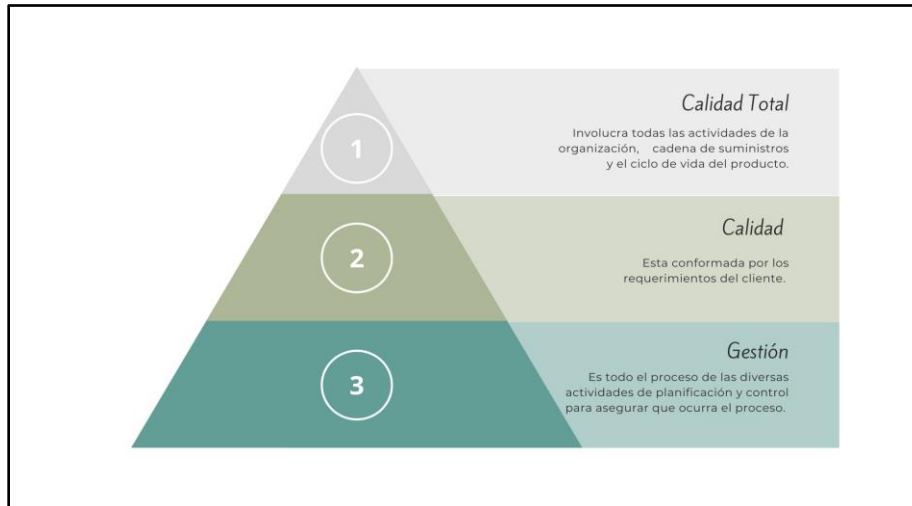 1
Calidad Total
Involucra todas las actividades de la
organización, cadena de suministros
y el ciclo de vida del producto.
2
Calidad
Esta conformada por los
requerimientos del cliente.
3
Gestión
Es todo el proceso de las diversas
actividades de planificación y control
para asegurar que ocurra el proceso.